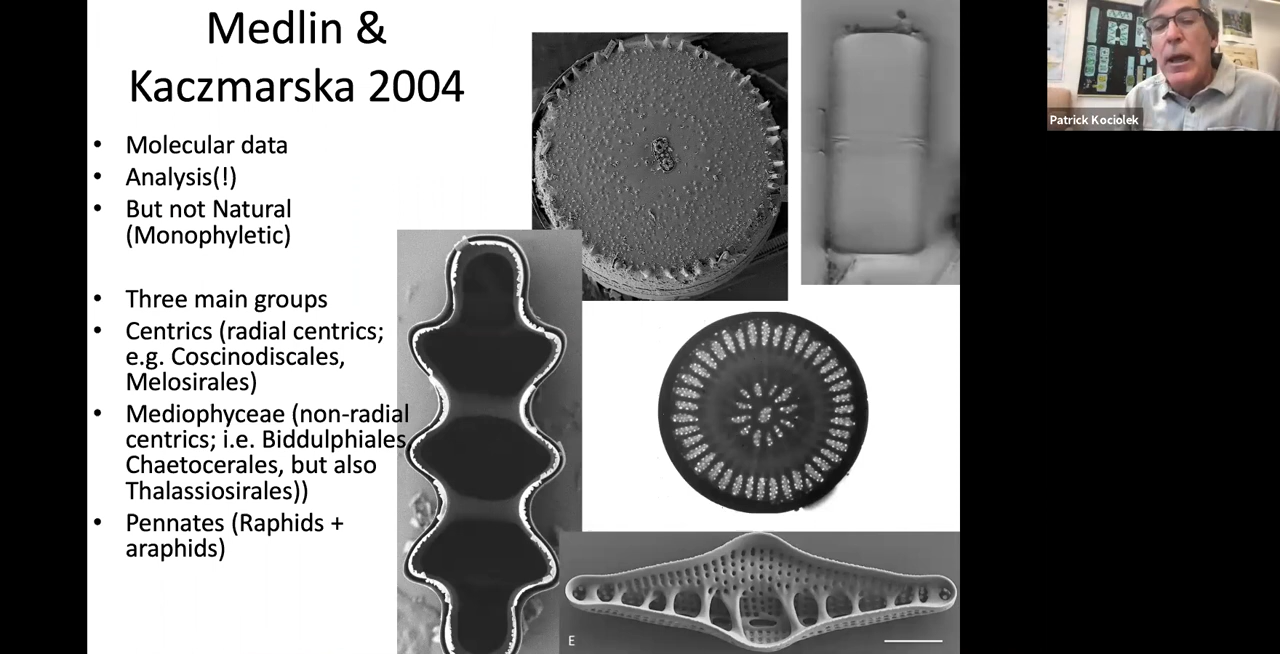 Medlin &
Kaczmarska 2004
• Molecular data
• Analysis(!)
• But not Natural
(Monophyletic)
• Three main groups
• Centrics (radial centrics;
e.g. Coscinodiscales,
Melosirales)
• Mediophyceae (non-radial
centrics; i.e. Biddulphiales
Chaetocerales, but also
Thalassiosirales))
• Pennates (Raphids +
araphids)
E
Patrick Kociolek